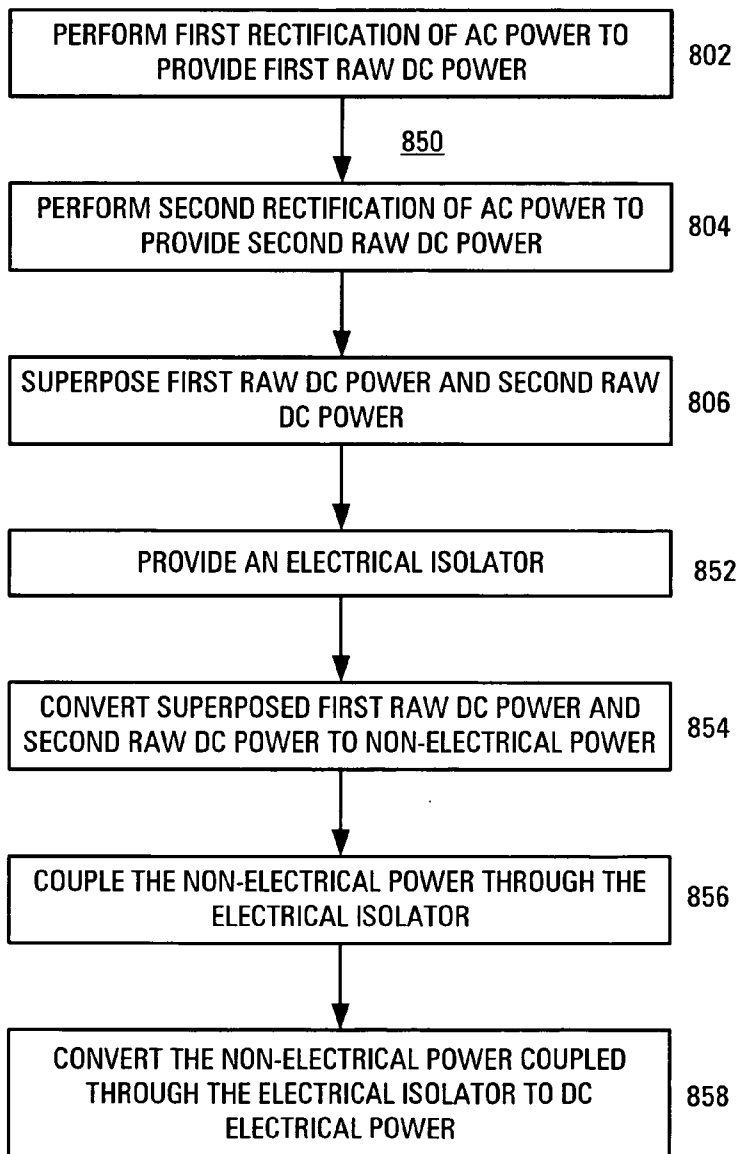 PERFORM FIRST RECTIFICATION OF AC POWER TO
PROVIDE FIRST RAW DC POWER
802
850
PERFORM SECOND RECTIFICATION OF AC POWER TO
PROVIDE SECOND RAW DC POWER
804
SUPERPOSE FIRST RAW DC POWER AND SECOND RAW
DC POWER
806
PROVIDE AN ELECTRICAL ISOLATOR
852
CONVERT SUPERPOSED FIRST RAW DC POWER AND
SECOND RAW DC POWER TO NON-ELECTRICAL POWER
854
COUPLE THE NON-ELECTRICAL POWER THROUGH THE
ELECTRICAL ISOLATOR
856
CONVERT THE NON-ELECTRICAL POWER COUPLED
THROUGH THE ELECTRICAL ISOLATOR TO DC
ELECTRICAL POWER
858